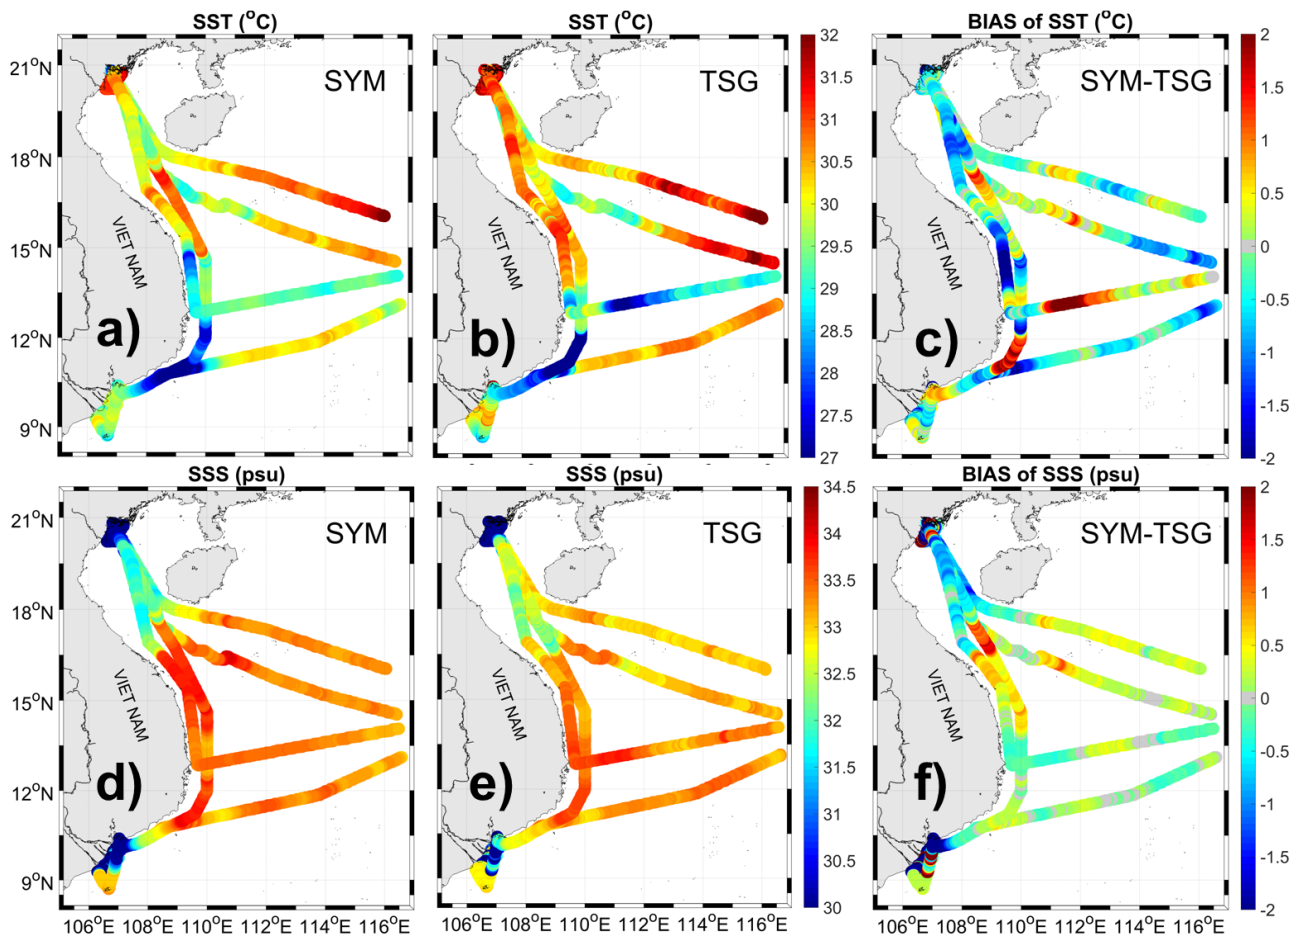 SST (°C)
SST (°C)
BIAS of SST (°C)
21°N
18°N
15°N
12°N
9°N
SYM
VIET NAM
a)
TSG
VIET NAM
b)
32
31.5
31
30.5
30
29.5
29
28.5
28
27.5
27
SYM-TSG
VIET NAM
c)
2
1.5
1
0.5
0
-0.5
-1
-1.5
-2
SSS (psu)
SSS (psu)
BIAS of SSS (psu)
21°N
18°N
15°N
12°N
9°N
SYM
VIET NAM
d)
TSG
VIET NAM
e)
34.5
34
33.5
33
32.5
32
31.5
31
30.5
30
SYM-TSG
VIET NAM
f)
2
1.5
1
0.5
0
-0.5
-1
-1.5
-2
106°E 108°E 110°E 112°E 114°E 116°E
106°E 108°E 110°E 112°E 114°E 116°E
106°E 108°E 110°E 112°E 114°E 116°E